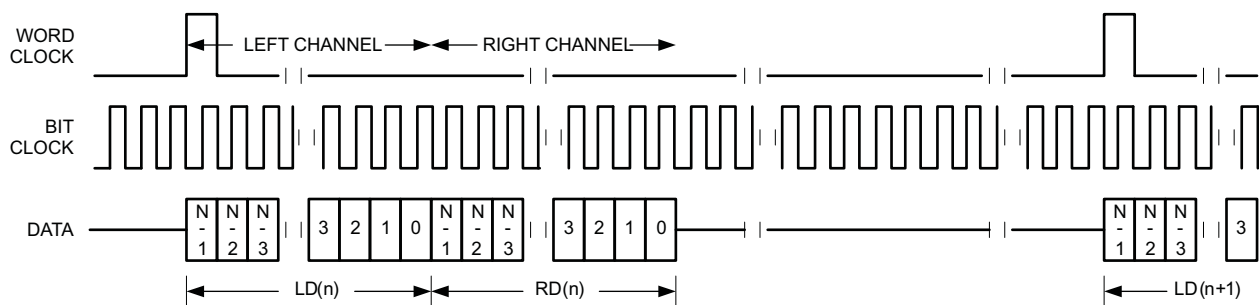 WORD
CLOCK
LEFT CHANNEL
RIGHT CHANNEL
BIT
CLOCK
DATA
N
-
1
N
-
2
N
-
3
3
2
1
0
N
-
1
N
-
2
N
-
3
3
2
1
0
N
-
1
N
-
2
N
-
3
3
LD(n)
RD(n)
LD(n+1)